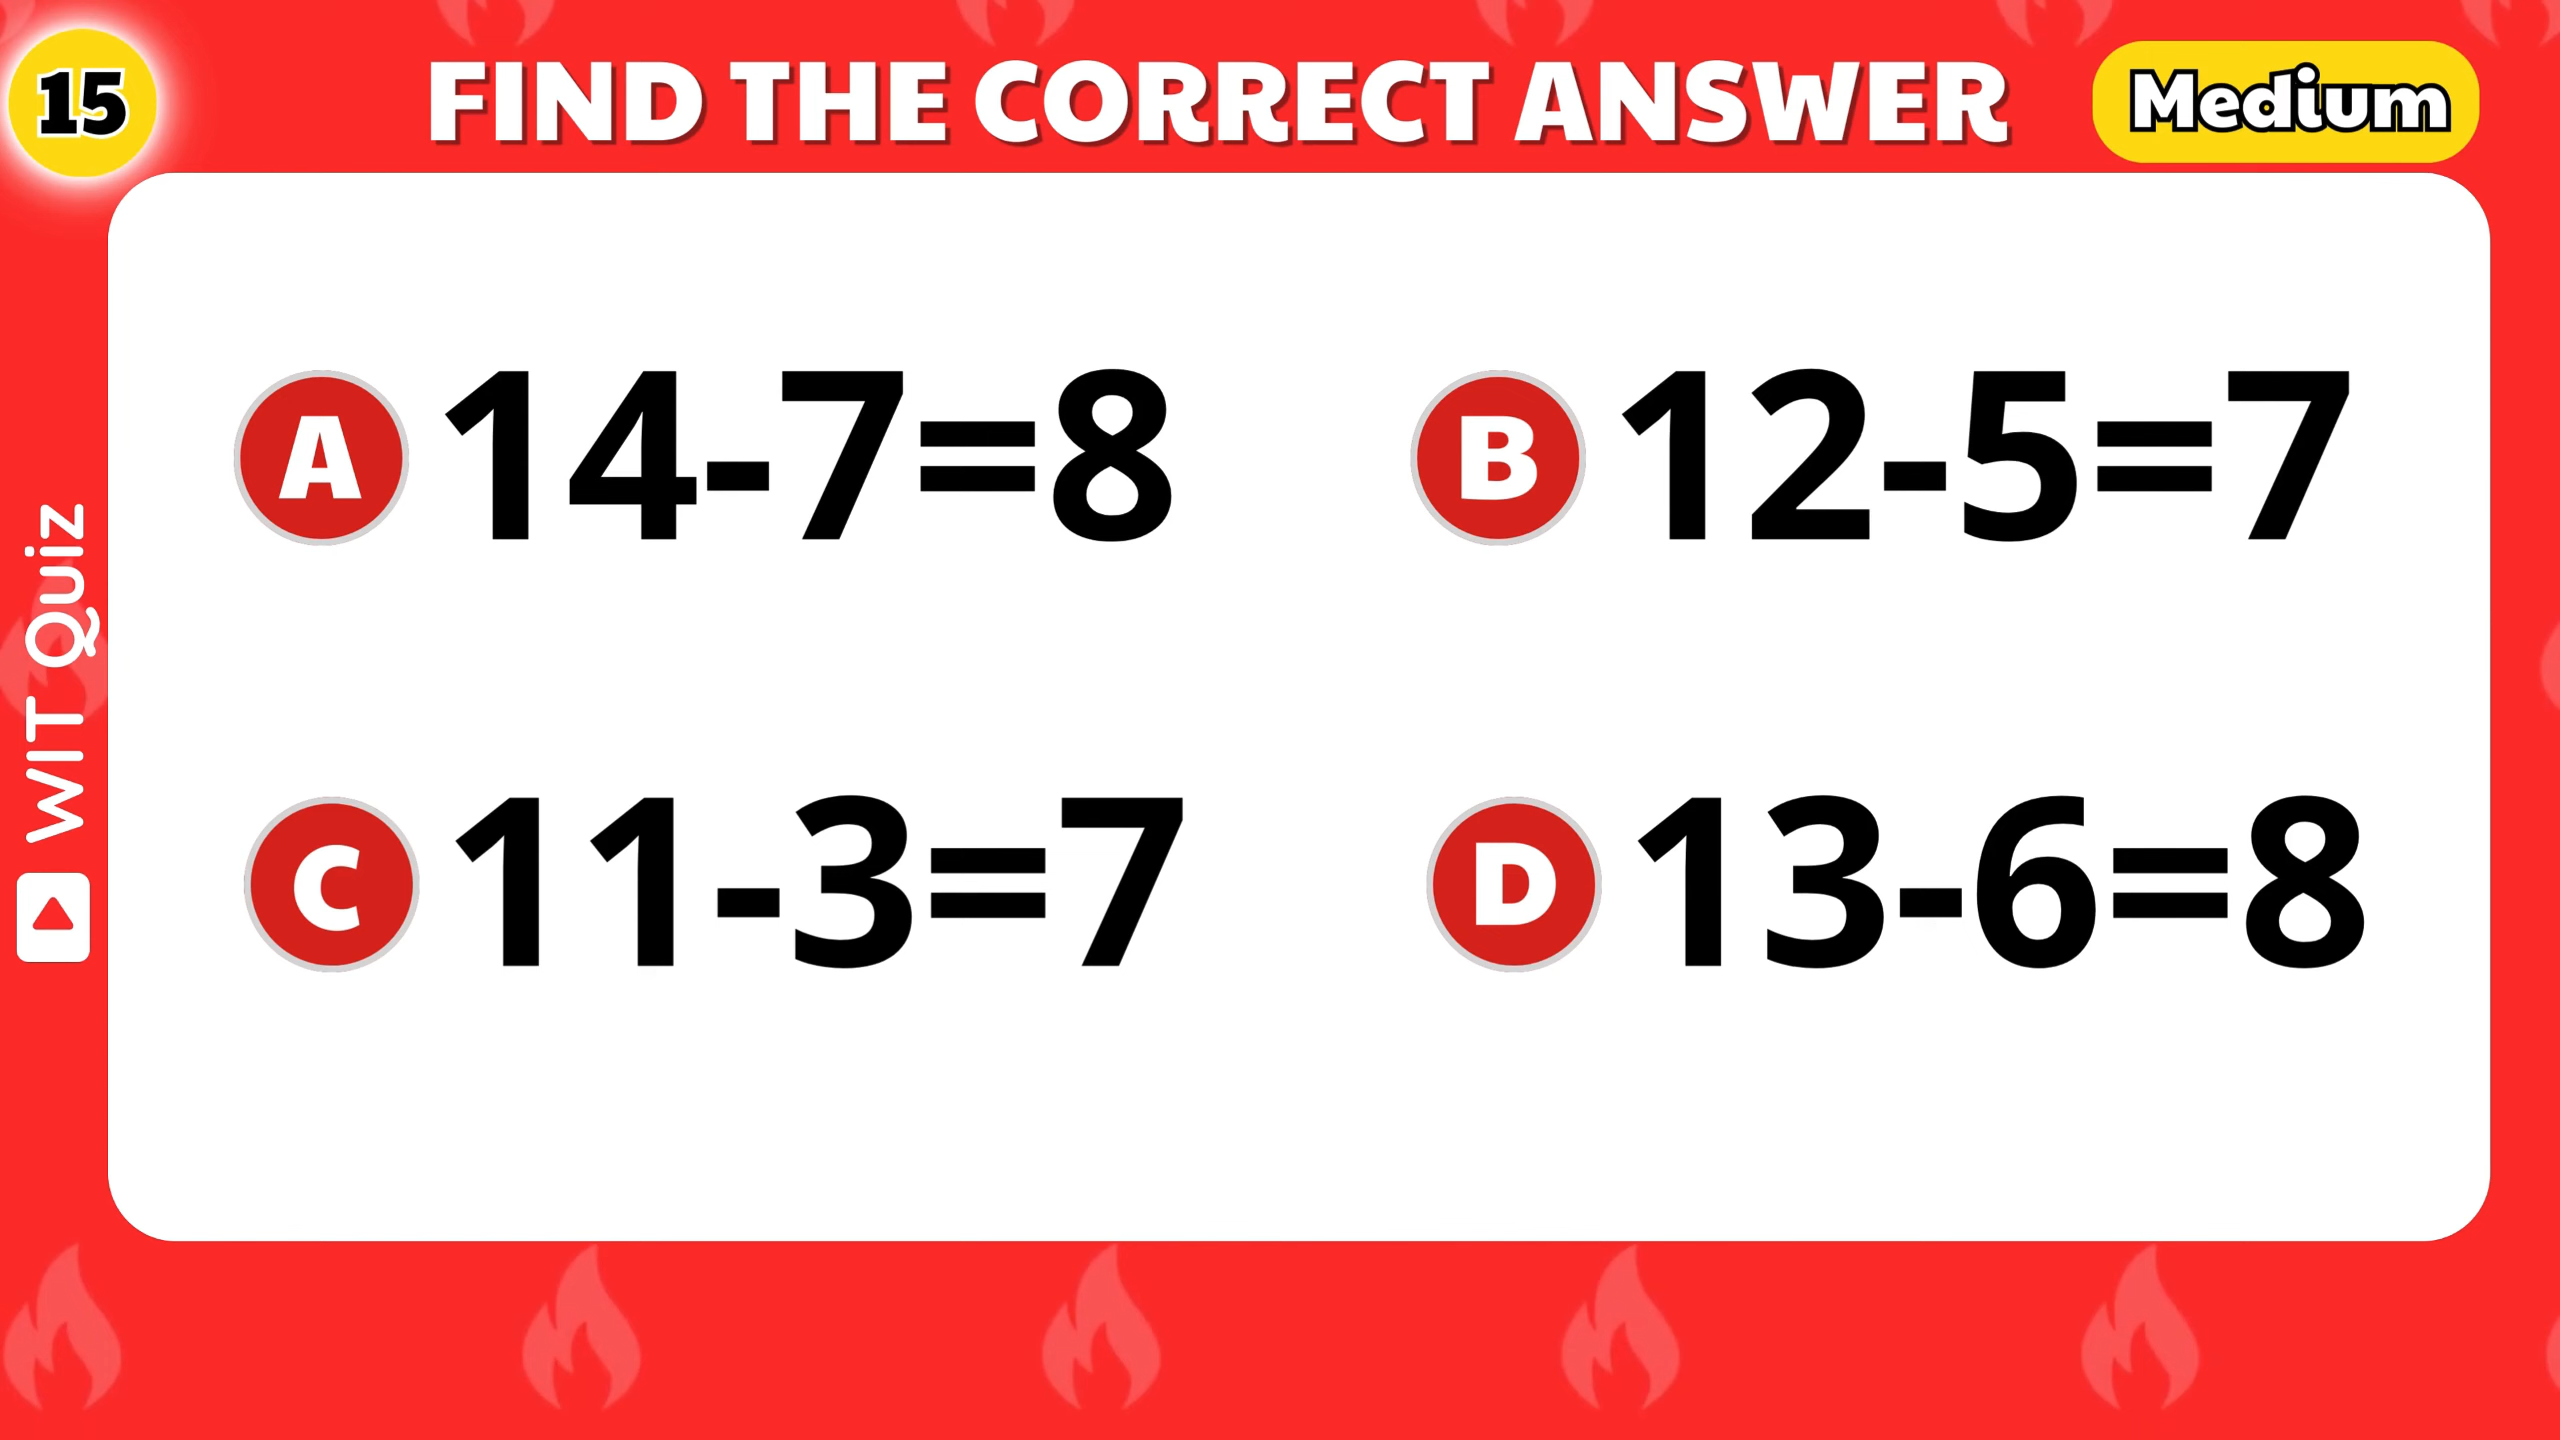 15
FIND THE CORRECT ANSWER
Medium
A 14-7=8
B 12-5=7
C 11-3=7
D 13-6=8
WIT Quiz